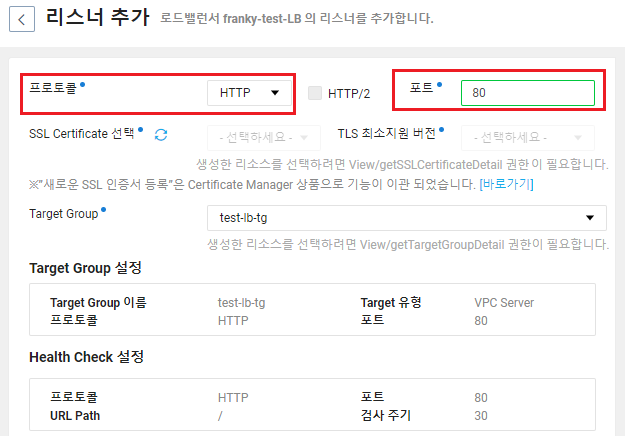 리스너 추가 로드밸런서 franky-test-LB 의 리스너를 추가합니다.
프로토콜 HTTP HTTP/2 포트 80
SSL Certificate 선택 - 선택하세요 - TLS 최소지원 버전 - 선택하세요 -
생성한 리소스를 선택하려면 View/getSSLCertificateDetail 권한이 필요합니다.
※"새로운 SSL 인증서 등록"은 Certificate Manager 상품으로 기능이 이관 되었습니다. [바로가기]
Target Group test-lb-tg
생성한 리소스를 선택하려면 View/getTargetGroupDetail 권한이 필요합니다.
Target Group 설정
Target Group 이름 test-lb-tg Target 유형 VPC Server
프로토콜 HTTP 포트 80
Health Check 설정
프로토콜 HTTP 포트 80
URL Path / 검사 주기 30